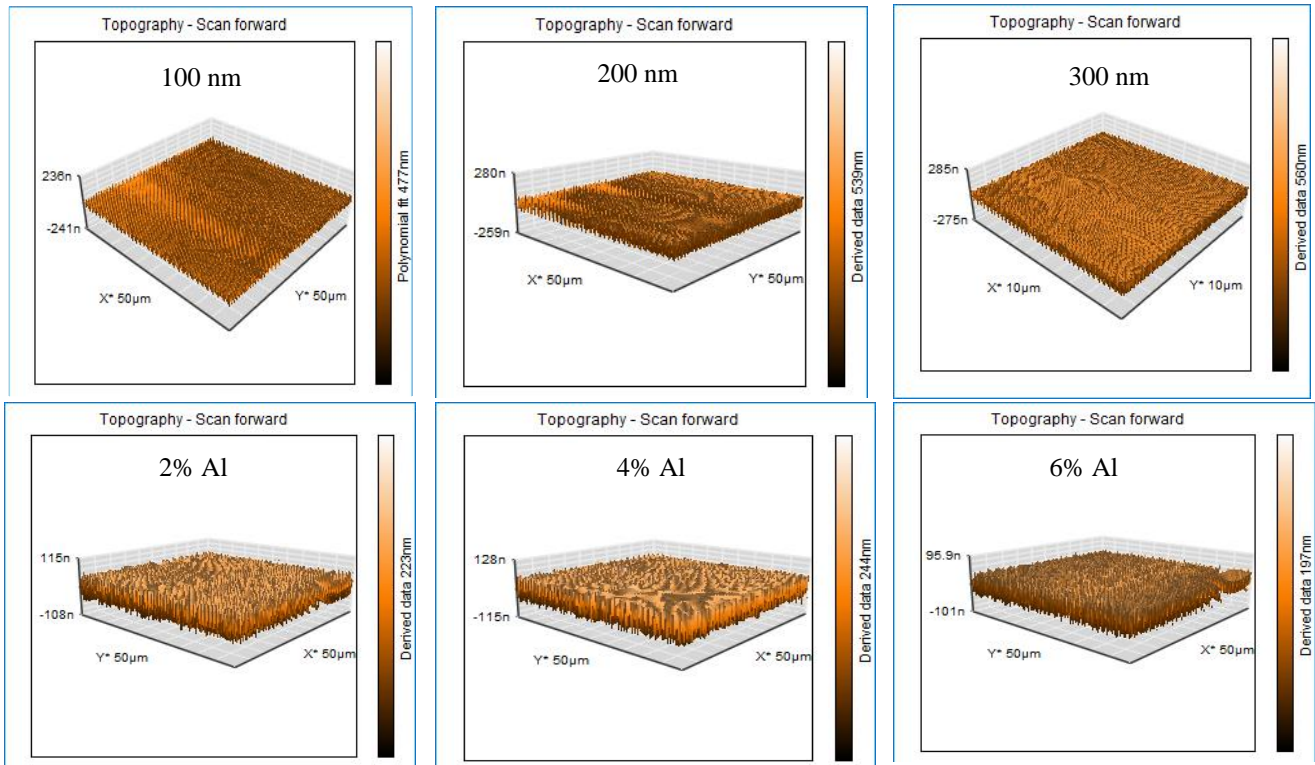 Topography - Scan forward
100 nm
236n
-241n
X* 50µm
Y* 50µm
Polynomial fit 477nm
Topography - Scan forward
200 nm
280n
-259n
X* 50µm
Y* 50µm
Derived data 539nm
Topography - Scan forward
300 nm
285n
-275n
X* 10µm
Y* 10µm
Derived data 560nm
Topography - Scan forward
2% Al
115n
-108n
Y* 50µm
X* 50µm
Derived data 223nm
Topography - Scan forward
4% Al
128n
-115n
Y* 50µm
X* 50µm
Derived data 244nm
Topography - Scan forward
6% Al
95.9n
-101n
Y* 50µm
X* 50µm
Derived data 197nm